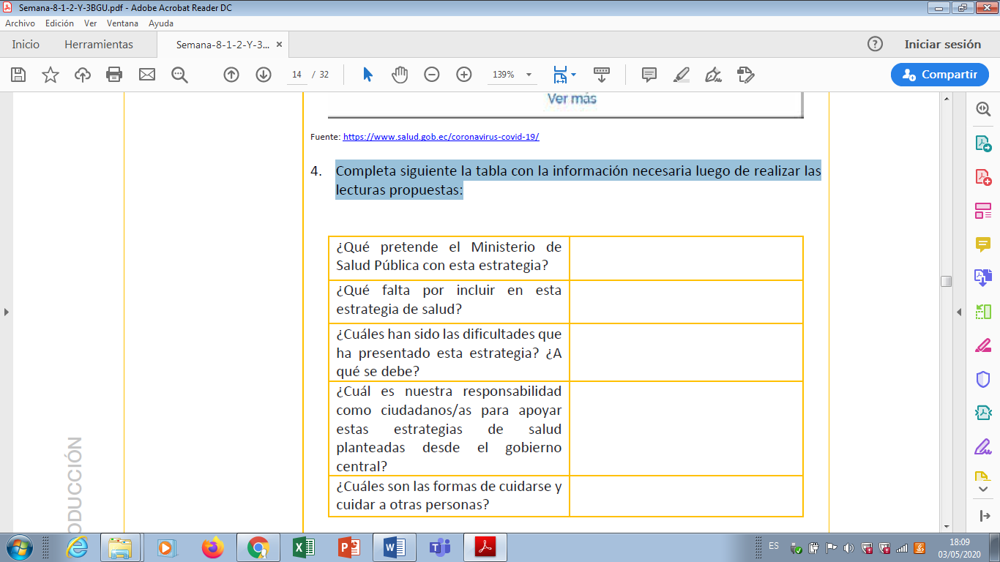 Semana-8-1-2-Y-3BGU.pdf - Adobe Acrobat Reader DC
Archivo Edición Ver Ventana Ayuda
Inicio Herramientas Semana-8-1-2-Y-3... Iniciar sesión
14 / 32 139% Compartir
Ver más
Fuente: https://www.salud.gob.ec/coronavirus-covid-19/
4. Completa siguiente la tabla con la información necesaria luego de realizar las
lecturas propuestas:
¿Qué pretende el Ministerio de
Salud Pública con esta estrategia?
¿Qué falta por incluir en esta
estrategia de salud?
¿Cuáles han sido las dificultades que
ha presentado esta estrategia? ¿A
qué se debe?
¿Cuál es nuestra responsabilidad
como ciudadanos/as para apoyar
estas estrategias de salud
planteadas desde el gobierno
central?
¿Cuáles son las formas de cuidarse y
cuidar a otras personas?
ODUCCIÓN
ES 18:09
03/05/2020